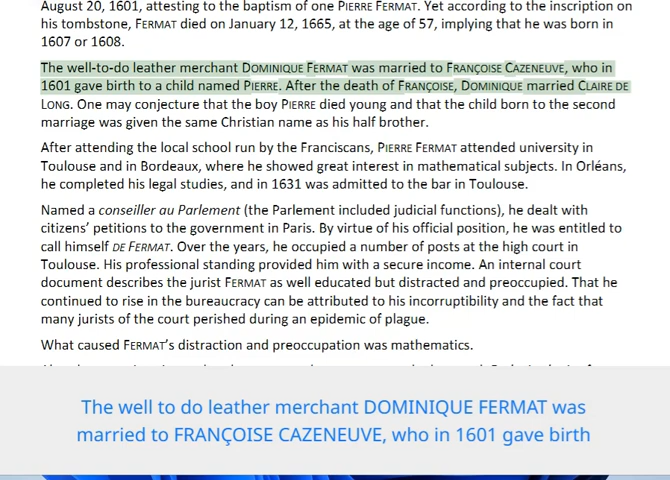 August 20, 1601, attesting to the baptism of one PIERRE FERMAT. Yet according to the inscription on
his tombstone, FERMAT died on January 12, 1665, at the age of 57, implying that he was born in
1607 or 1608.
The well-to-do leather merchant DOMINIQUE FERMAT was married to FRANÇOISE CAZENEUVE, who in
1601 gave birth to a child named PIERRE. After the death of FRANÇOISE, DOMINIQUE married CLAIRE DE
LONG. One may conjecture that the boy PIERRE died young and that the child born to the second
marriage was given the same Christian name as his half brother.
After attending the local school run by the Franciscans, PIERRE FERMAT attended university in
Toulouse and in Bordeaux, where he showed great interest in mathematical subjects. In Orléans,
he completed his legal studies, and in 1631 was admitted to the bar in Toulouse.
Named a conseiller au Parlement (the Parlement included judicial functions), he dealt with
citizens' petitions to the government in Paris. By virtue of his official position, he was entitled to
call himself DE FERMAT. Over the years, he occupied a number of posts at the high court in
Toulouse. His professional standing provided him with a secure income. An internal court
document describes the jurist FERMAT as well educated but distracted and preoccupied. That he
continued to rise in the bureaucracy can be attributed to his incorruptibility and the fact that
many jurists of the court perished during an epidemic of plague.
What caused FERMAT's distraction and preoccupation was mathematics.
The well to do leather merchant DOMINIQUE FERMAT was
married to FRANÇOISE CAZENEUVE, who in 1601 gave birth